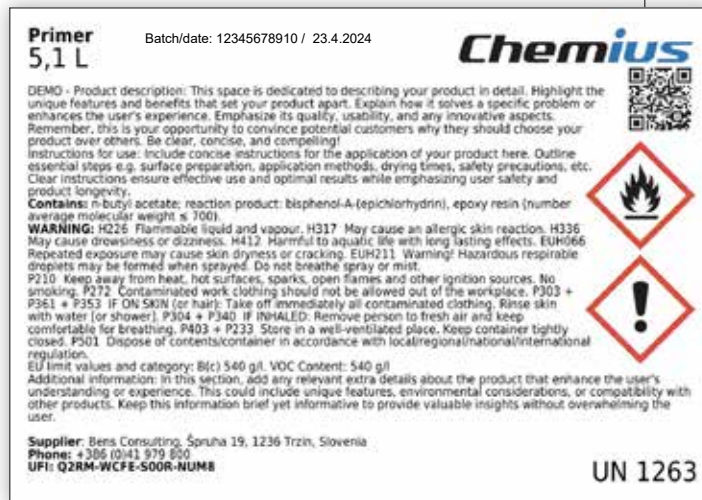 Primer
5,1 L
Batch/date: 12345678910 / 23.4.2024
Chemius
DEMO - Product description: This space is dedicated to describing your product in detail. Highlight the
unique features and benefits that set your product apart. Explain how it solves a specific problem or
enhances the user's experience. Emphasize its quality, usability, and any innovative aspects.
Remember, this is your opportunity to convince potential customers why they should choose your
product over others. Be clear, concise, and compelling!
Instructions for use: Include concise instructions for the application of your product here. Outline
essential steps e.g. surface preparation, application methods, drying times, safety precautions, etc.
Clear instructions ensure effective use and optimal results while emphasizing user safety and
product longevity.
Contains: n-butyl acetate; reaction product: bisphenol-A-(epichlorhydrin), epoxy resin (number
average molecular weight ≤ 700).
WARNING: H226 Flammable liquid and vapour. H317 May cause an allergic skin reaction. H336
May cause drowsiness or dizziness. H412 Harmful to aquatic life with long lasting effects. EUH066
Repeated exposure may cause skin dryness or cracking. EUH211 Warning! Hazardous respirable
droplets may be formed when sprayed. Do not breathe spray or mist.
P210 Keep away from heat, hot surfaces, sparks, open flames and other ignition sources. No
smoking. P272 Contaminated work clothing should not be allowed out of the workplace. P303 +
P361 + P353 IF ON SKIN (or hair): Take off immediately all contaminated clothing. Rinse skin
with water [or shower]. P304 + P340 IF INHALED: Remove person to fresh air and keep
comfortable for breathing. P403 + P233 Store in a well-ventilated place. Keep container tightly
closed. P501 Dispose of contents/container in accordance with local/regional/national/international
regulation.
EU limit values and category: B(c) 540 g/l. VOC Content: 540 g/l
Additional information: In this section, add any relevant extra details about the product that enhance the user's
understanding or experience. This could include unique features, environmental considerations, or compatibility with
other products. Keep this information brief yet informative to provide valuable insights without overwhelming the
user.
Supplier: Bens Consulting, Špruha 19, 1236 Trzin, Slovenia
Phone: +386 (0)41 979 800
UFI: Q2RM-WCFE-S00R-NUM8
UN 1263